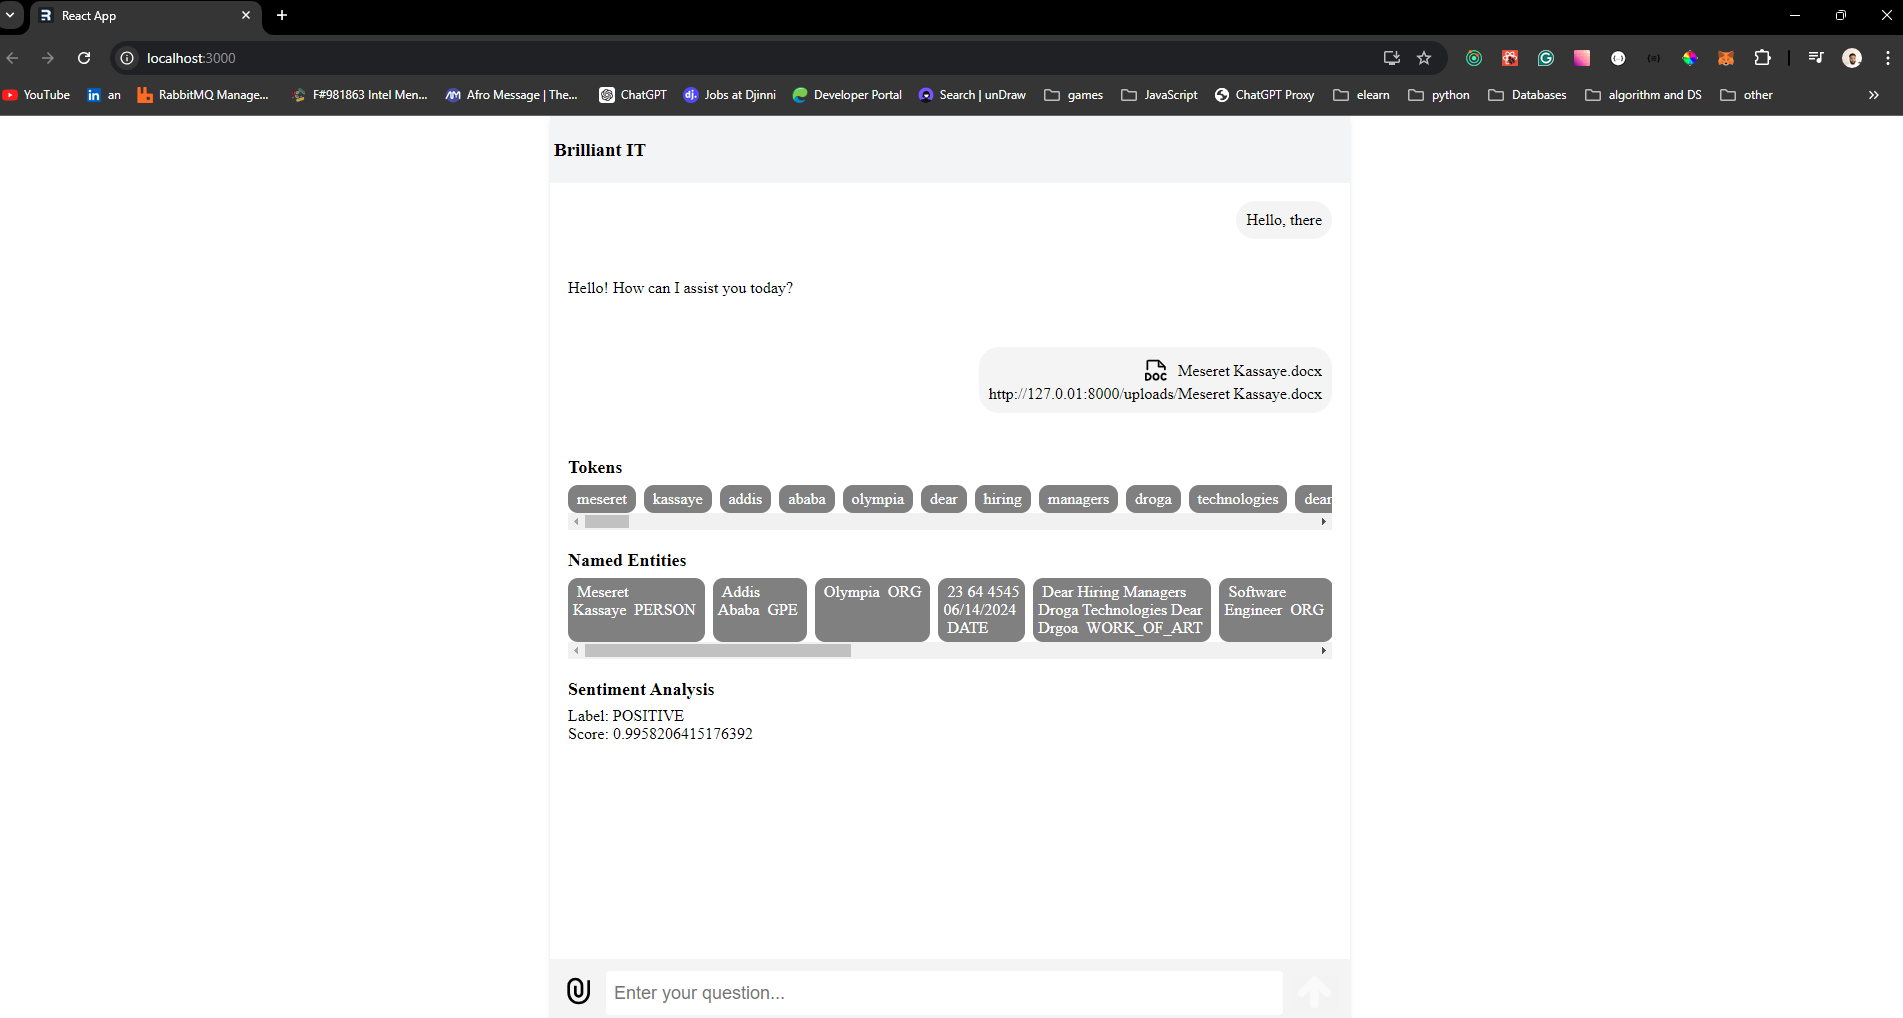 React App
localhost:3000
YouTube
an
RabbitMQ Manage...
F#981863 Intel Men...
Afro Message | The...
ChatGPT
Jobs at Djinni
Developer Portal
Search | unDraw
games
JavaScript
ChatGPT Proxy
elearn
python
Databases
algorithm and DS
other
Brilliant IT
Hello, there
Hello! How can I assist you today?
DOC Meseret Kassaye.docx
http://127.0.01:8000/uploads/Meseret Kassaye.docx
Tokens
meseret kassaye addis ababa olympia dear hiring managers droga technologies dear
Named Entities
Meseret
Kassaye PERSON
Addis
Ababa GPE
Olympia ORG
23 64 4545
06/14/2024
DATE
Dear Hiring Managers
Droga Technologies Dear
Drgoa WORK_OF_ART
Software
Engineer ORG
Sentiment Analysis
Label: POSITIVE
Score: 0.9958206415176392
Enter your question...